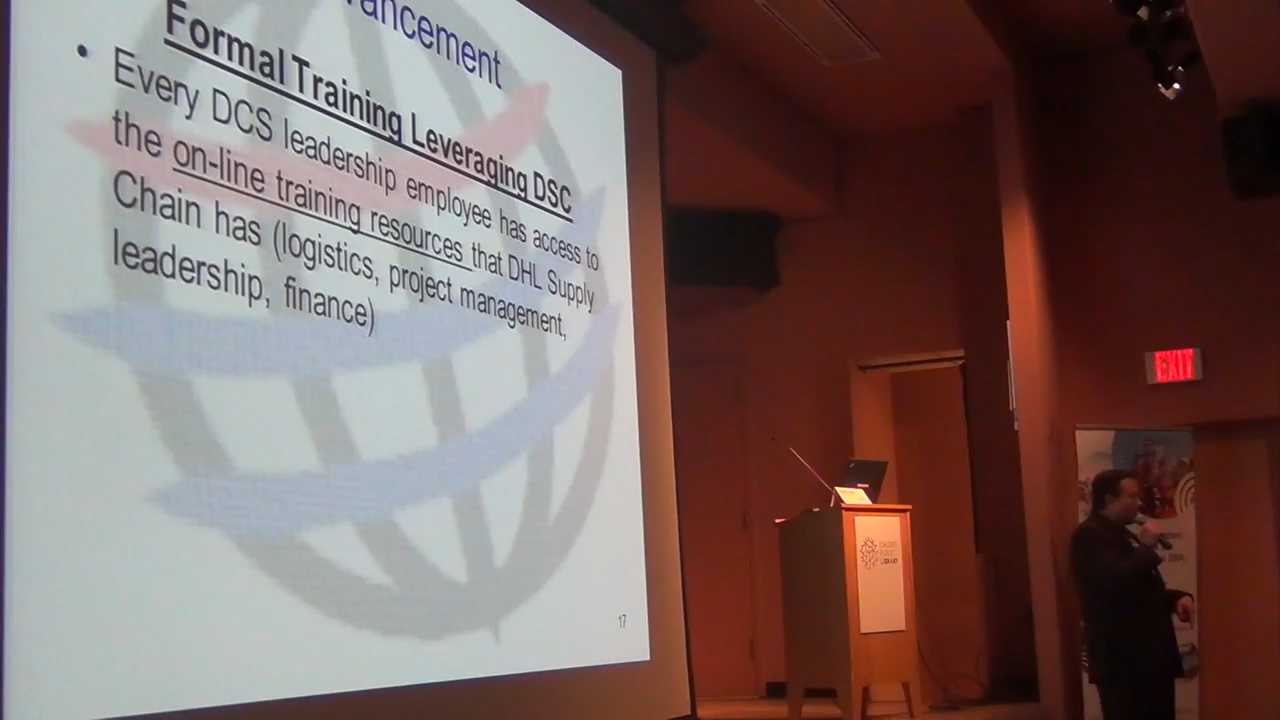 ancement
Formal Training Leveraging DSC
• Every DCS leadership employee has access to
the on-line training resources that DHL Supply
Chain has (logistics, project management,
leadership, finance)
17
EXIT
LIBRARY